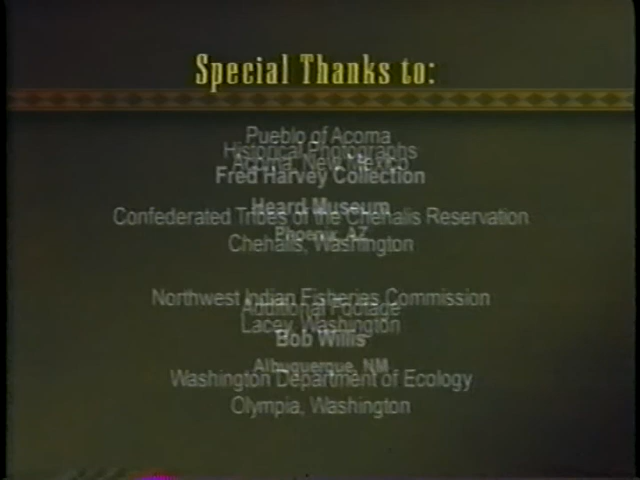 Special Thanks to:
Pueblo of Acoma
Historical Photographs
Acoma, New Mexico
Fred Harvey Collection
Heard Museum
Confederated Tribes of the Chehalis Reservation
Phoenix, AZ
Chehalis, Washington
Northwest Indian Fisheries Commission
Additional Footage
Lacey, Washington
Bob Willis
Albuquerque, NM
Washington Department of Ecology
Olympia, Washington